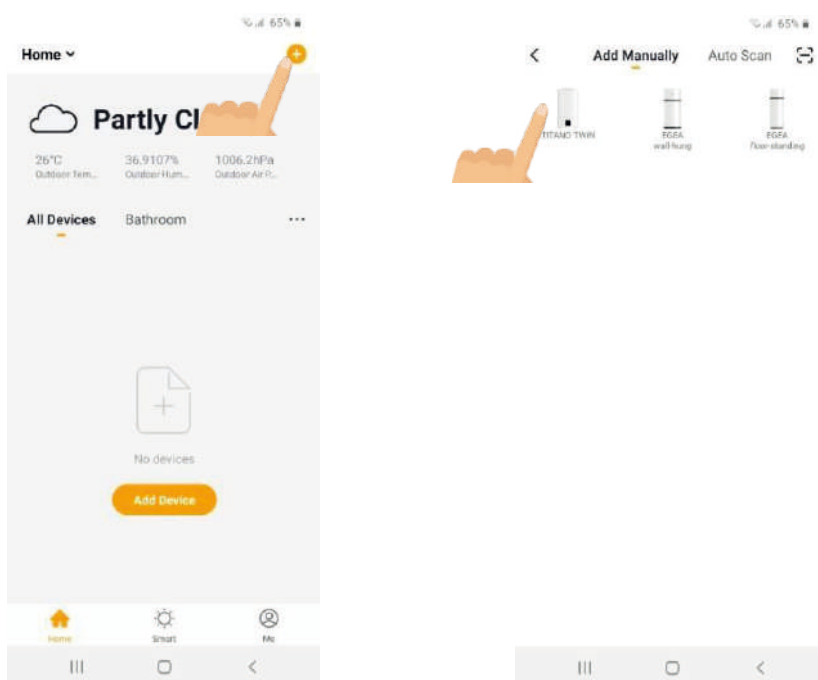 65%
Home
Partly Cl
26°C
36.9107%
1006.2hPa
Outdoor Tem...
Outdoor Hum...
Outdoor Air P...
All Devices
Bathroom
No devices
Add Device
Home
Smart
Me
65%
Add Manually
Auto Scan
TITANO TWIN
EGEA
wall hung
EGEA
floor standing